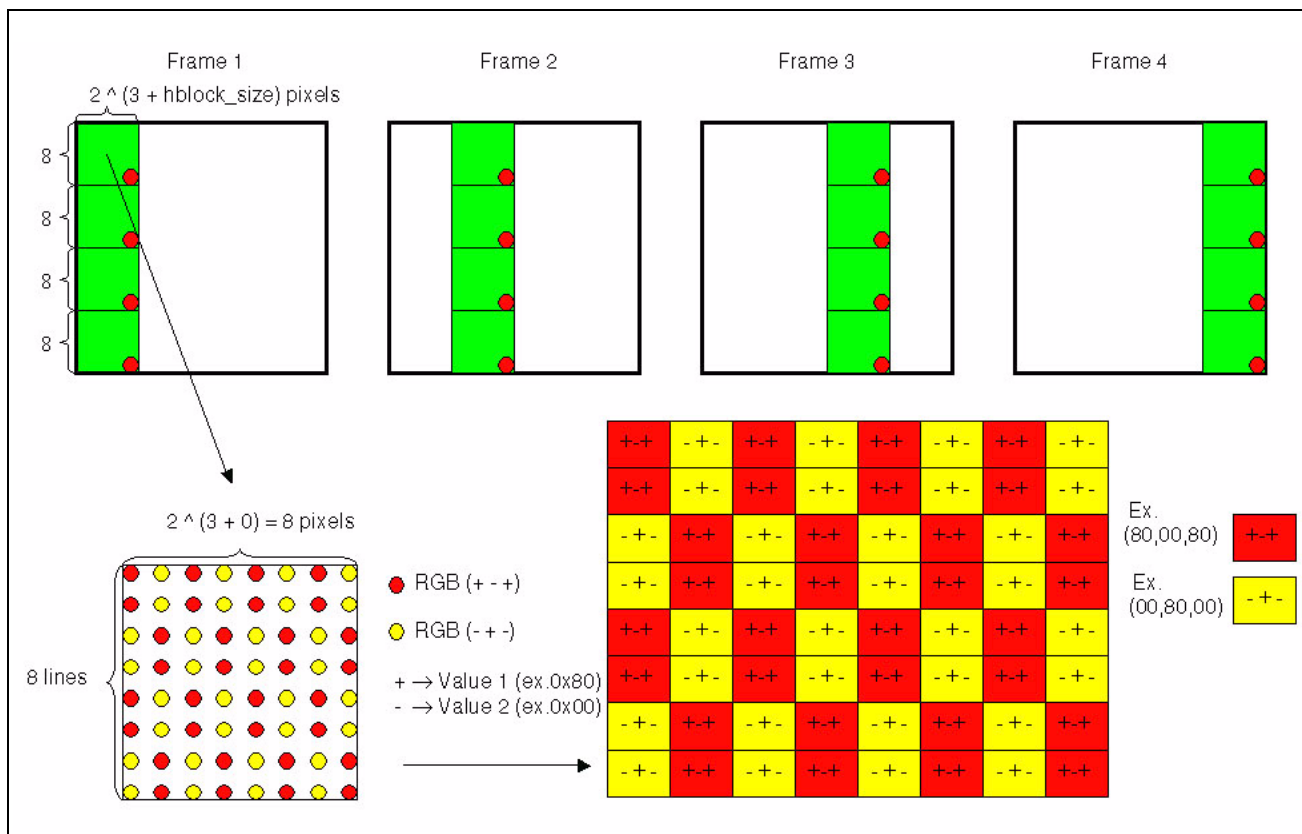 Frame 1
Frame 2
Frame 3
Frame 4
2 ^ (3 + hblock_size) pixels
8
8
8
8
2 ^ (3 + 0) = 8 pixels
8 lines
RGB (+ - +)
RGB (- + -)
+ → Value 1 (ex.0x80)
- → Value 2 (ex.0x00)
+-+ -+- +-+ -+- +-+ -+- +-+ -+-
+-+ -+- +-+ -+- +-+ -+- +-+ -+-
-+- +-+ -+- +-+ -+- +-+ -+- +-+
-+- +-+ -+- +-+ -+- +-+ -+- +-+
+-+ -+- +-+ -+- +-+ -+- +-+ -+-
+-+ -+- +-+ -+- +-+ -+- +-+ -+-
-+- +-+ -+- +-+ -+- +-+ -+- +-+
-+- +-+ -+- +-+ -+- +-+ -+- +-+
Ex.
(80,00,80)
+-+
Ex.
(00,80,00)
-+-